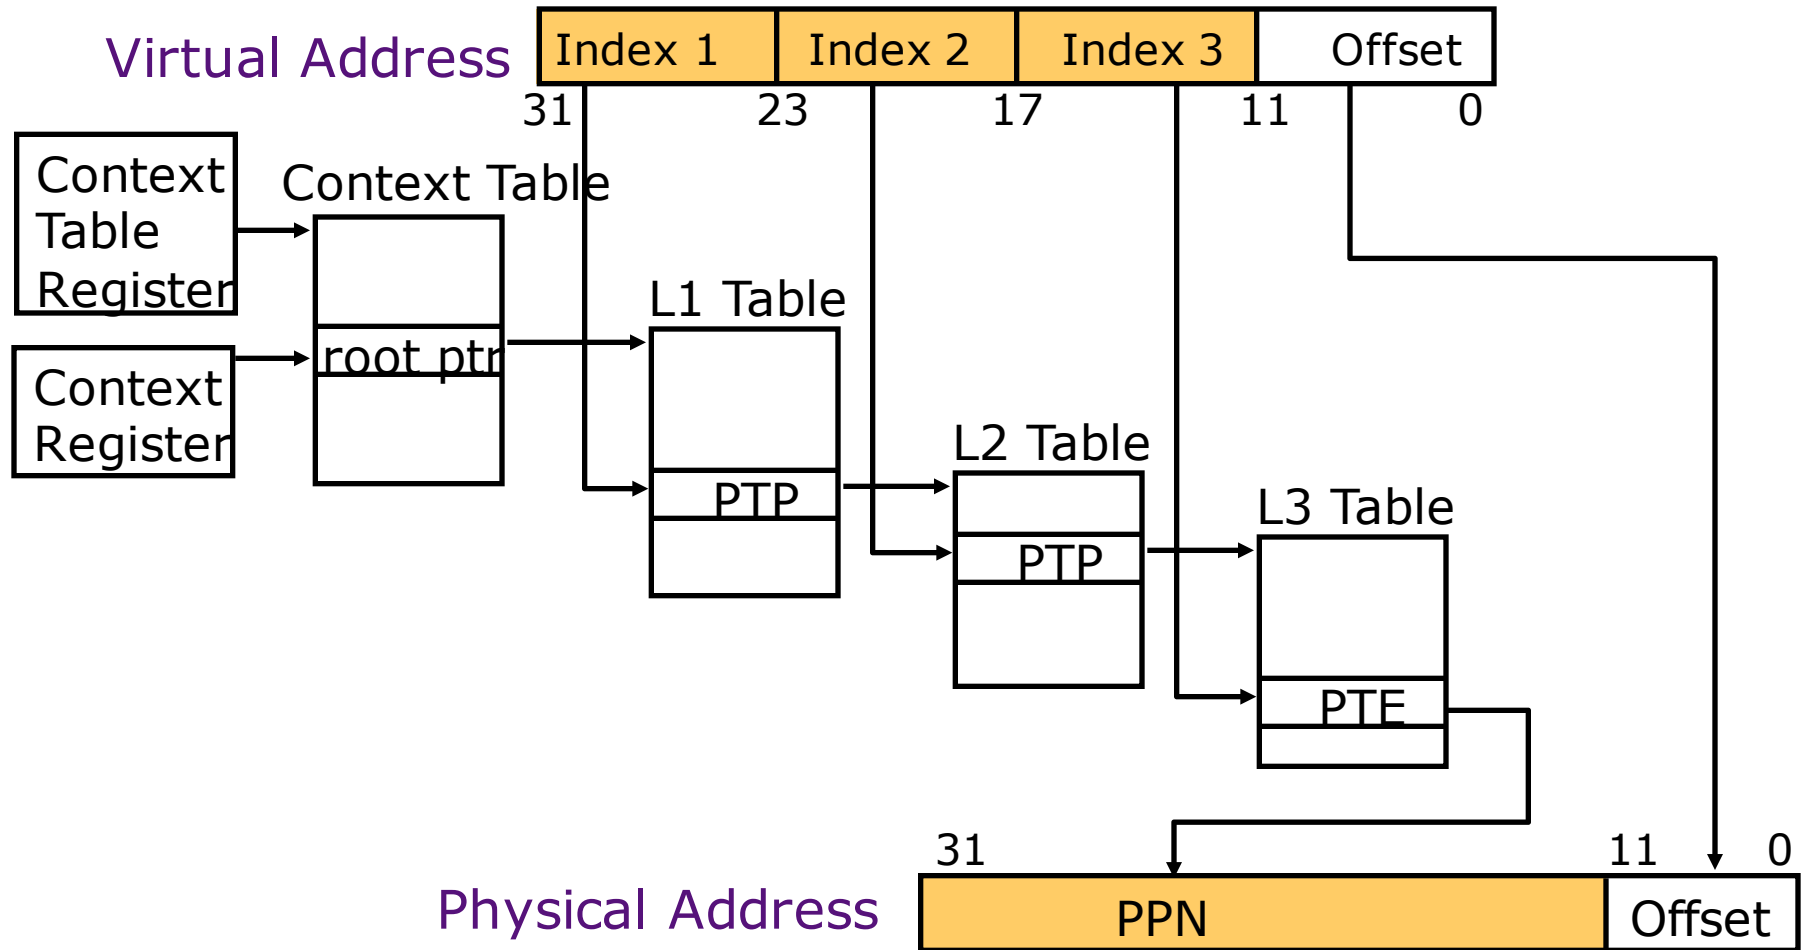 Virtual Address
Index 1
Index 2
Index 3
Offset
31
23
17
11
0
Context
Table
Register
Context Table
root ptr
Context
Register
L1 Table
PTP
L2 Table
PTP
L3 Table
PTE
31
11
0
Physical Address
PPN
Offset